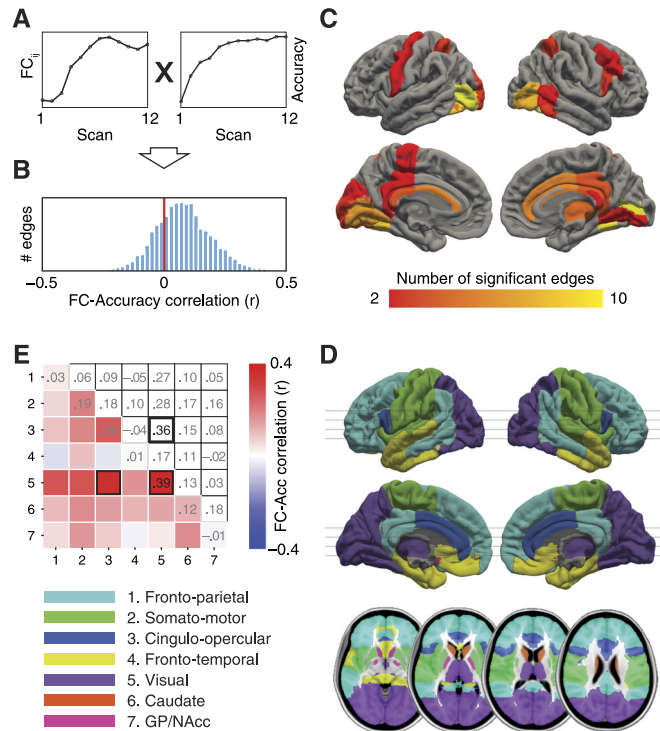 A
FC ij
X
Accuracy
1 12 1 12
Scan Scan
B
# edges
−0.5 0 0.5
FC-Accuracy correlation (r)
C
Number of significant edges
2 10
E
1 .03 .06 .09 −.05 .27 .10 .05
2 .19 .18 .10 .28 .17 .16
3 −.04 .36 .15 .08
4 .01 .17 .11 −.02
5 .39 .13 .03
6 .12 .18
7 −.01
1 2 3 4 5 6 7
0.4
FC-Acc correlation (r)
−0.4
1. Fronto-parietal
2. Somato-motor
3. Cingulo-opercular
4. Fronto-temporal
5. Visual
6. Caudate
7. GP/NAcc
D